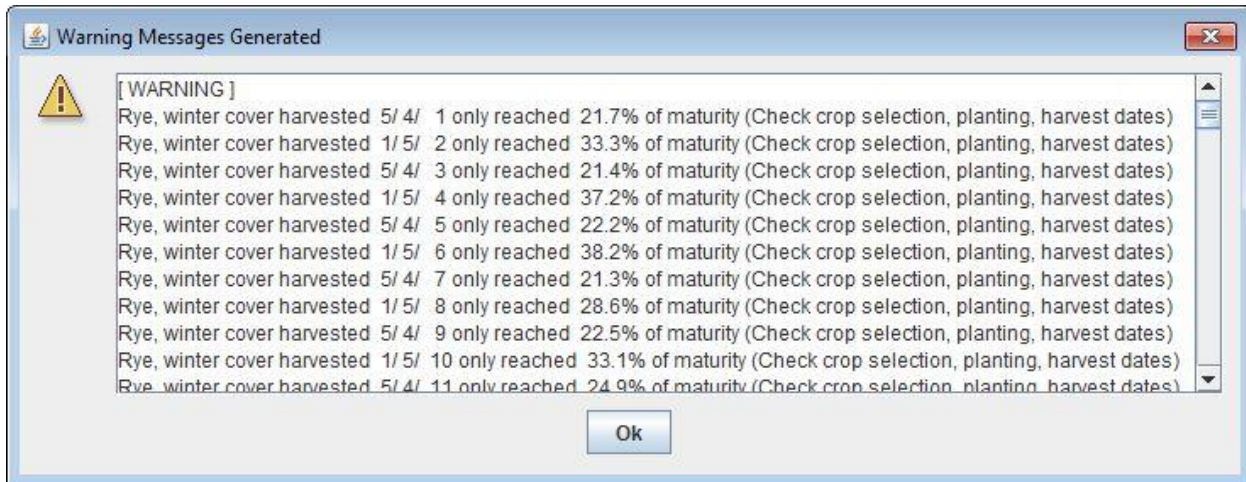 Warning Messages Generated
[ WARNING ]
Rye, winter cover harvested 5/ 4/ 1 only reached 21.7% of maturity (Check crop selection, planting, harvest dates)
Rye, winter cover harvested 1/ 5/ 2 only reached 33.3% of maturity (Check crop selection, planting, harvest dates)
Rye, winter cover harvested 5/ 4/ 3 only reached 21.4% of maturity (Check crop selection, planting, harvest dates)
Rye, winter cover harvested 1/ 5/ 4 only reached 37.2% of maturity (Check crop selection, planting, harvest dates)
Rye, winter cover harvested 5/ 4/ 5 only reached 22.2% of maturity (Check crop selection, planting, harvest dates)
Rye, winter cover harvested 1/ 5/ 6 only reached 38.2% of maturity (Check crop selection, planting, harvest dates)
Rye, winter cover harvested 5/ 4/ 7 only reached 21.3% of maturity (Check crop selection, planting, harvest dates)
Rye, winter cover harvested 1/ 5/ 8 only reached 28.6% of maturity (Check crop selection, planting, harvest dates)
Rye, winter cover harvested 5/ 4/ 9 only reached 22.5% of maturity (Check crop selection, planting, harvest dates)
Rye, winter cover harvested 1/ 5/ 10 only reached 33.1% of maturity (Check crop selection, planting, harvest dates)
Rye, winter cover harvested 5/ 4/ 11 only reached 24.9% of maturity (Check crop selection, planting, harvest dates)
Ok